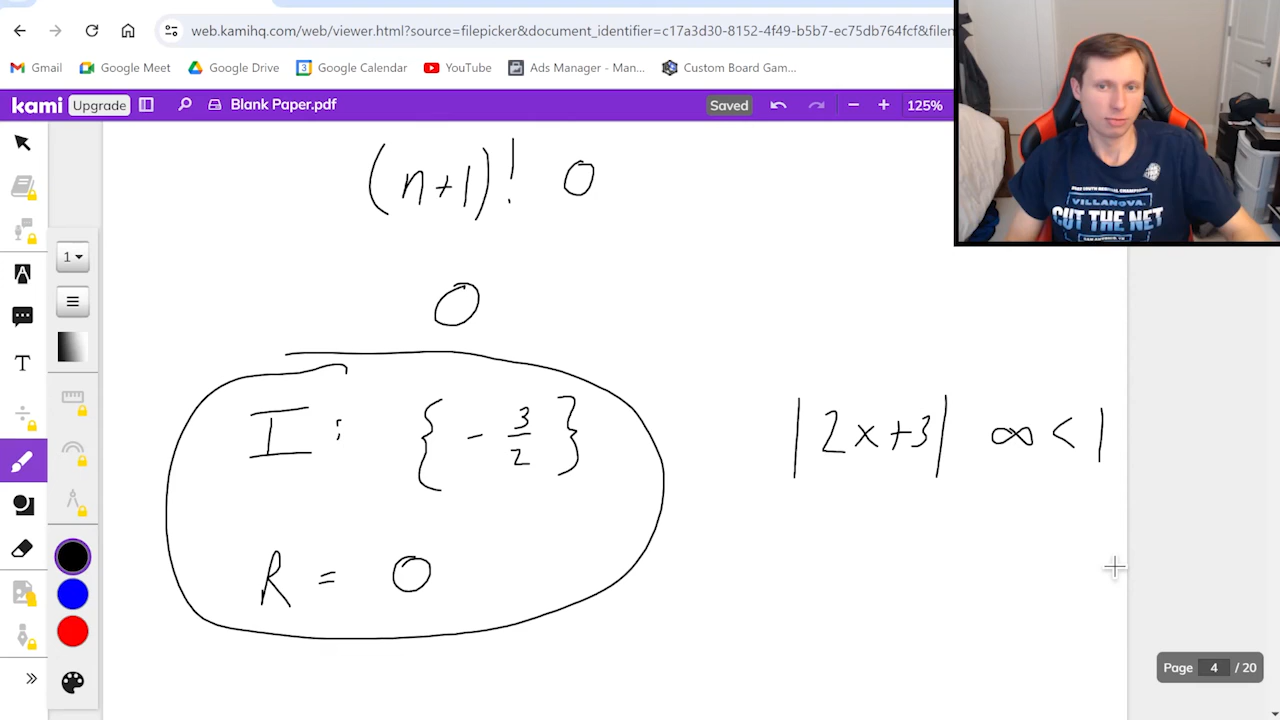 web.kamihq.com/web/viewer.html?source=filepicker&document_identifier=c17a3d30-8152-4f49-b5b7-ec75db764fcf&filen
Gmail Google Meet Google Drive 3 Google Calendar YouTube Ads Manager - Man... Custom Board Gam...
kami Upgrade Blank Paper.pdf Saved 125%
(n+1)! 0
VILLANOVA.
CUT THE NET
1
0
I: {-3/2}
|2x+3| ∞ < 1
R = 0
T
A
Page 4 / 20